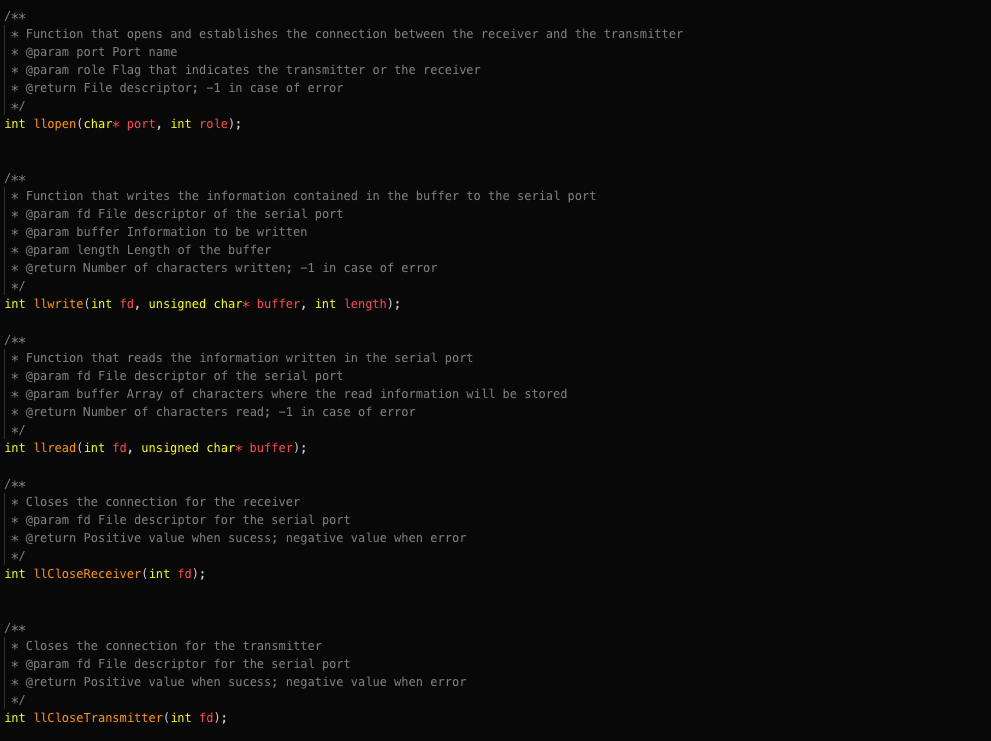 /**
 * Function that opens and establishes the connection between the receiver and the transmitter
 * @param port Port name
 * @param role Flag that indicates the transmitter or the receiver
 * @return File descriptor; -1 in case of error
 */
int llopen(char* port, int role);
/**
 * Function that writes the information contained in the buffer to the serial port
 * @param fd File descriptor of the serial port
 * @param buffer Information to be written
 * @param length Length of the buffer
 * @return Number of characters written; -1 in case of error
 */
int llwrite(int fd, unsigned char* buffer, int length);
/**
 * Function that reads the information written in the serial port
 * @param fd File descriptor of the serial port
 * @param buffer Array of characters where the read information will be stored
 * @return Number of characters read; -1 in case of error
 */
int llread(int fd, unsigned char* buffer);
/**
 * Closes the connection for the receiver
 * @param fd File descriptor for the serial port
 * @return Positive value when sucess; negative value when error
 */
int llCloseReceiver(int fd);
/**
 * Closes the connection for the transmitter
 * @param fd File descriptor for the serial port
 * @return Positive value when sucess; negative value when error
 */
int llCloseTransmitter(int fd);